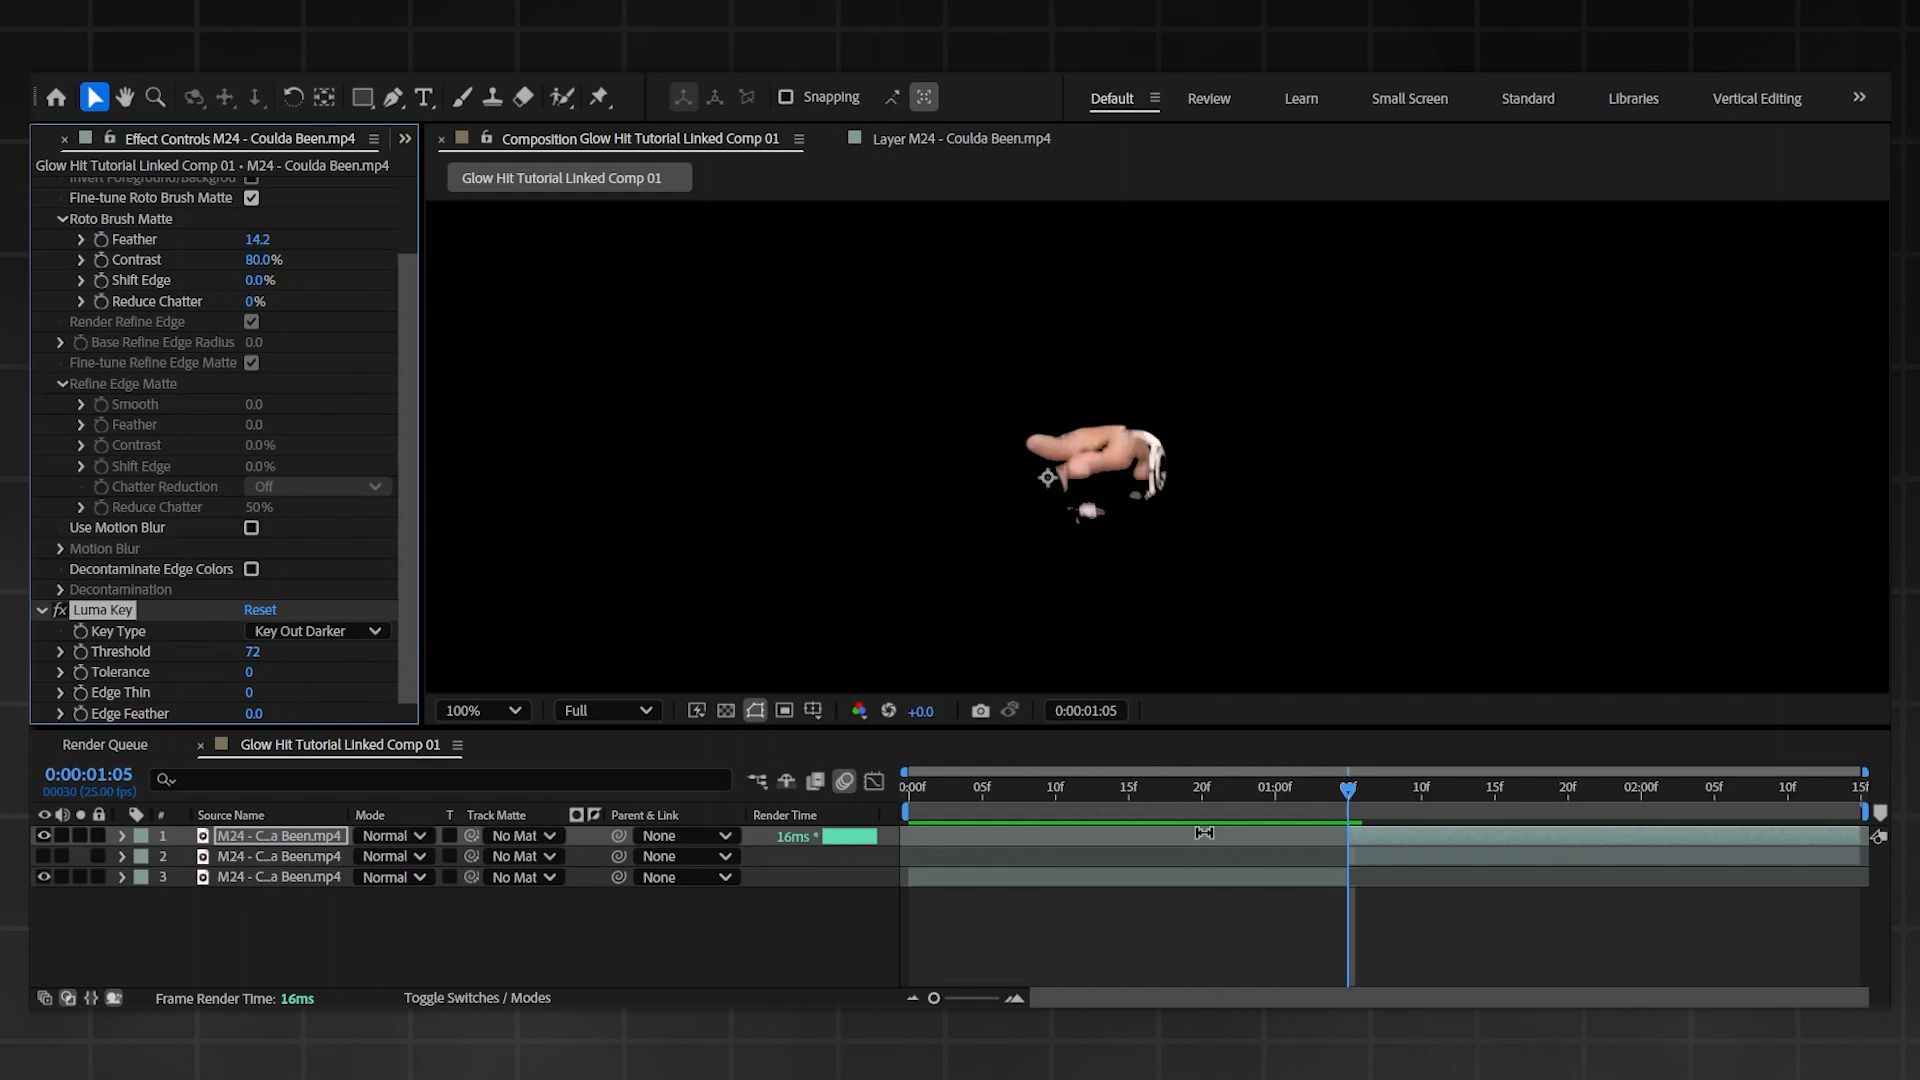 Snapping
Default
Review
Learn
Small Screen
Standard
Libraries
Vertical Editing
Effect Controls M24 - Coulda Been.mp4
Composition Glow Hit Tutorial Linked Comp 01
Layer M24 - Coulda Been.mp4
Glow Hit Tutorial Linked Comp 01 • M24 - Coulda Been.mp4
Glow Hit Tutorial Linked Comp 01
Invert Foreground/Backgrou
Fine-tune Roto Brush Matte
Roto Brush Matte
Feather 14.2
Contrast 80.0%
Shift Edge 0.0%
Reduce Chatter 0%
Render Refine Edge
Base Refine Edge Radius 0.0
Fine-tune Refine Edge Matte
Refine Edge Matte
Smooth 0.0
Feather 0.0
Contrast 0.0%
Shift Edge 0.0%
Chatter Reduction Off
Reduce Chatter 50%
Use Motion Blur
Motion Blur
Decontaminate Edge Colors
Decontamination
fx Luma Key Reset
Key Type Key Out Darker
Threshold 72
Tolerance 0
Edge Thin 0
Edge Feather 0.0
100% Full +0.0 0:00:01:05
Render Queue
Glow Hit Tutorial Linked Comp 01
0:00:01:05
00030 (25.00 fps)
0:00f 05f 10f 15f 20f 01:00f 10f 15f 20f 02:00f 05f 10f 15f
# Source Name Mode T Track Matte Parent & Link Render Time
1 M24 - C...a Been.mp4 Normal No Mat None 16ms *
2 M24 - C...a Been.mp4 Normal No Mat None
3 M24 - C...a Been.mp4 Normal No Mat None
Frame Render Time: 16ms
Toggle Switches / Modes